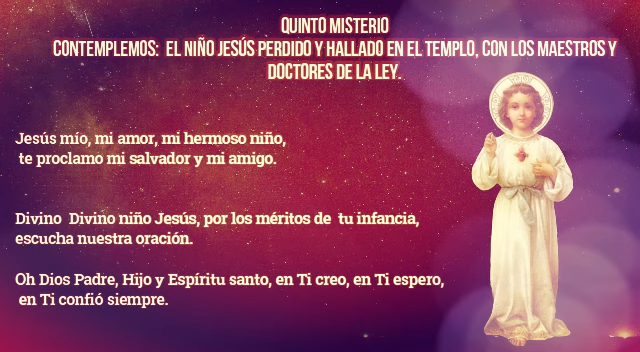 QUINTO MISTERIO
CONTEMPLEMOS: EL NIÑO JESÚS PERDIDO Y HALLADO EN EL TEMPLO, CON LOS MAESTROS Y
DOCTORES DE LA LEY.
Jesús mío, mi amor, mi hermoso niño,
te proclamo mi salvador y mi amigo.
Divino Divino niño Jesús, por los méritos de tu infancia,
escucha nuestra oración.
Oh Dios Padre, Hijo y Espíritu santo, en Ti creo, en Ti espero,
en Ti confió siempre.